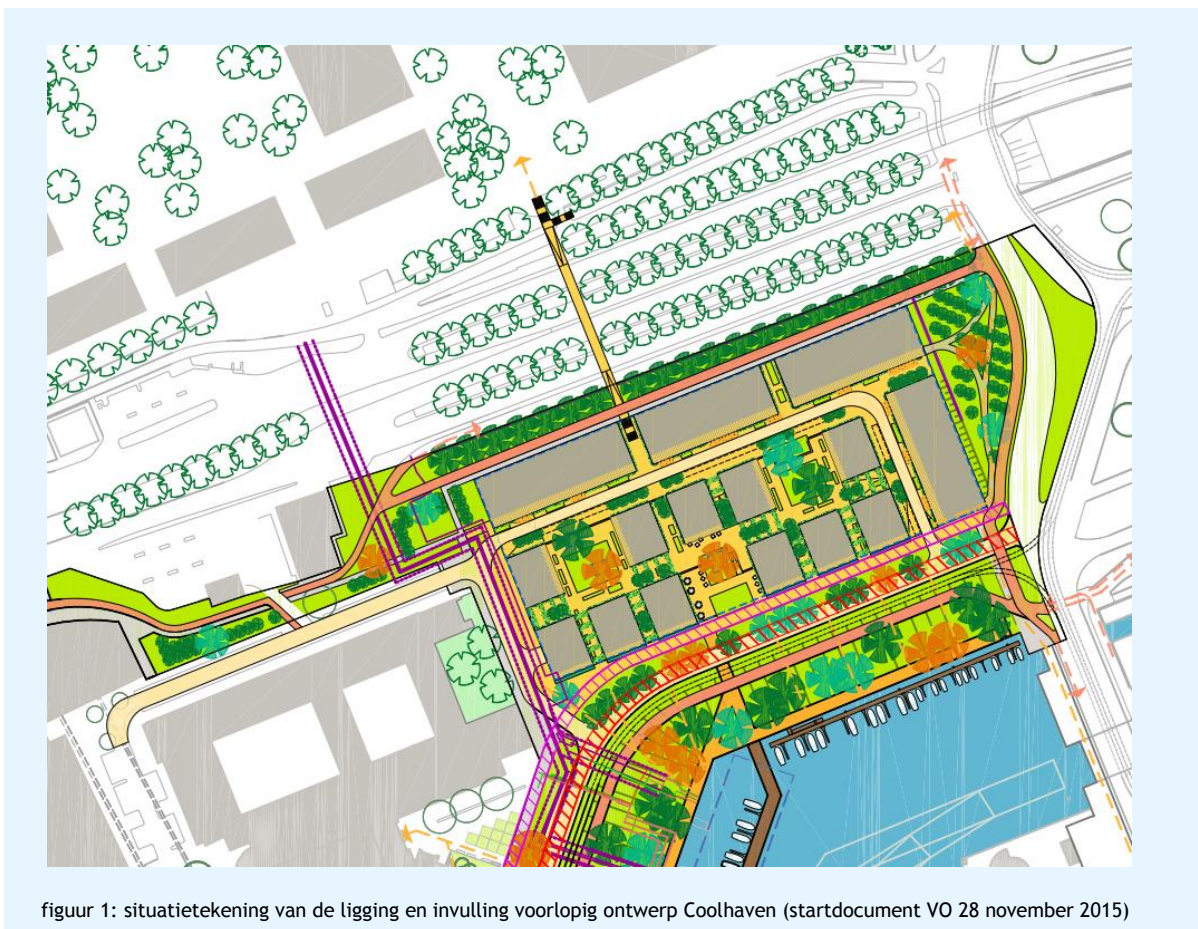 figuur 1: situatietekening van de ligging en invulling voorlopig ontwerp Coolhaven (startdocument VO 28 november 2015)